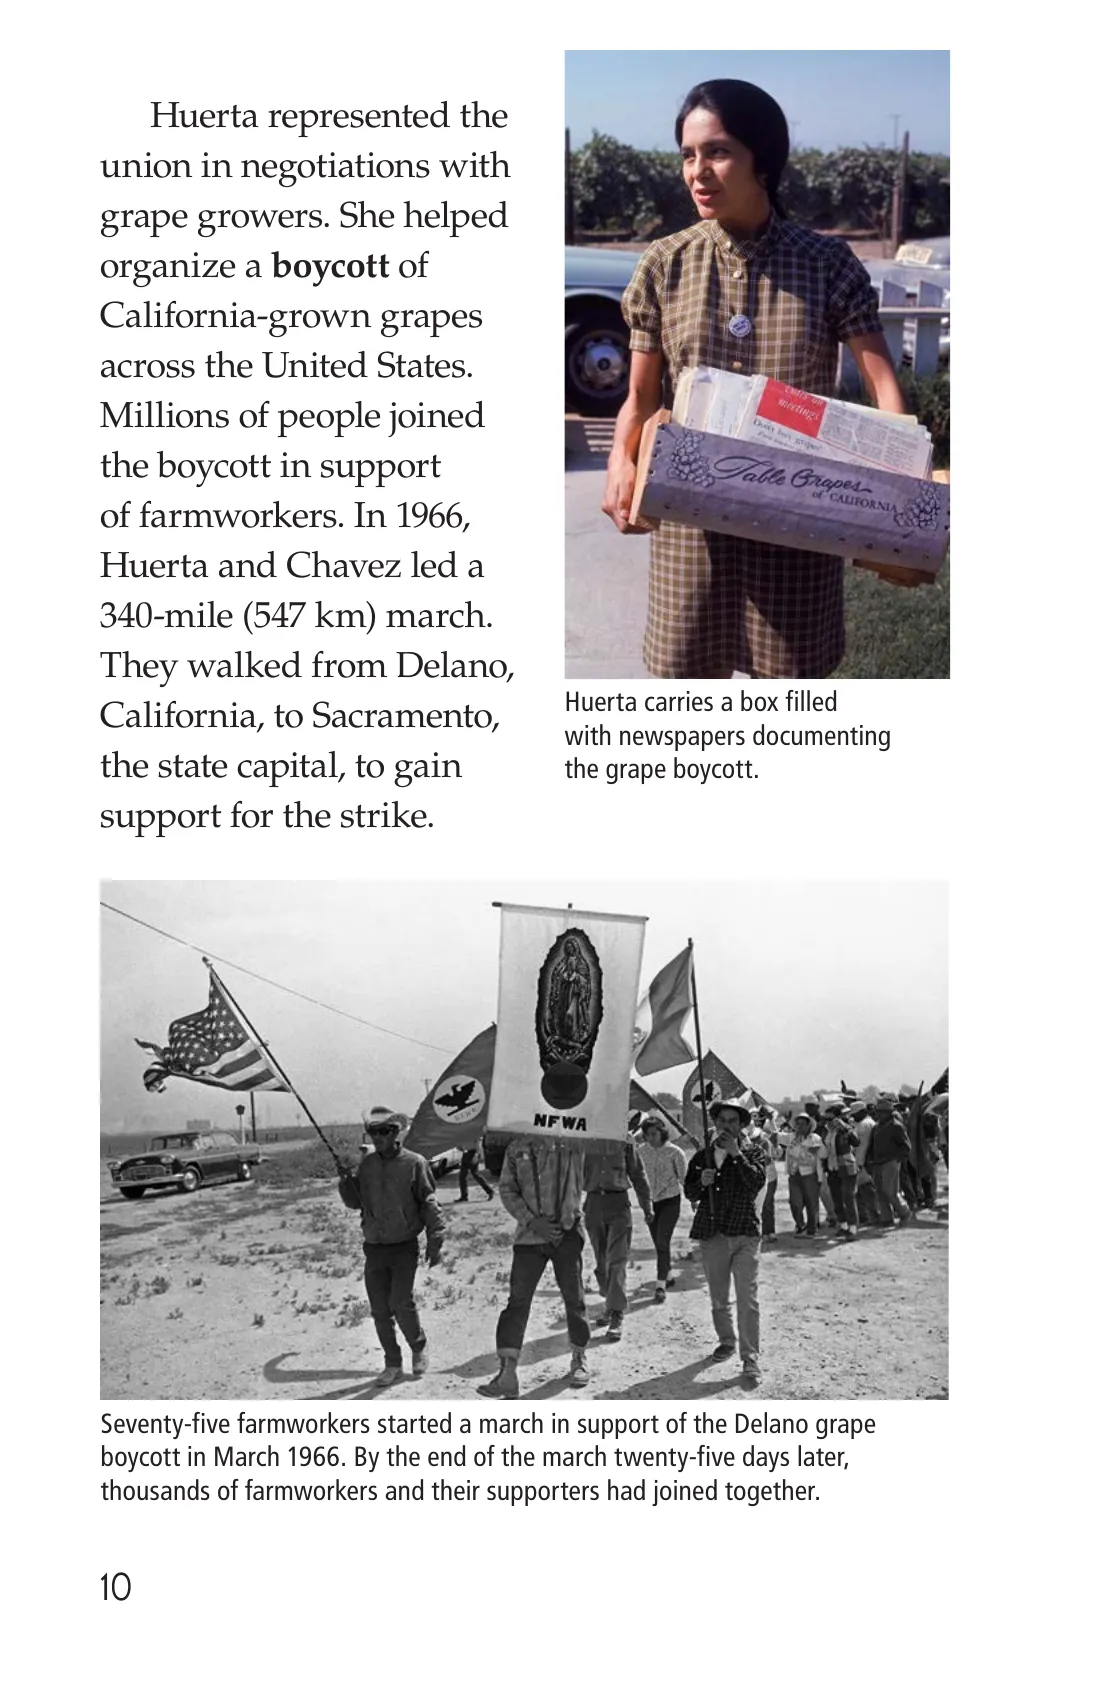 Huerta represented the
union in negotiations with
grape growers. She helped
organize a boycott of
California-grown grapes
across the United States.
Millions of people joined
the boycott in support
of farmworkers. In 1966,
Huerta and Chavez led a
340-mile (547 km) march.
They walked from Delano,
California, to Sacramento,
the state capital, to gain
support for the strike.
meetings
Table Grapes
of CALIFORNIA
Huerta carries a box filled
with newspapers documenting
the grape boycott.
NFWA
Seventy-five farmworkers started a march in support of the Delano grape
boycott in March 1966. By the end of the march twenty-five days later,
thousands of farmworkers and their supporters had joined together.
10